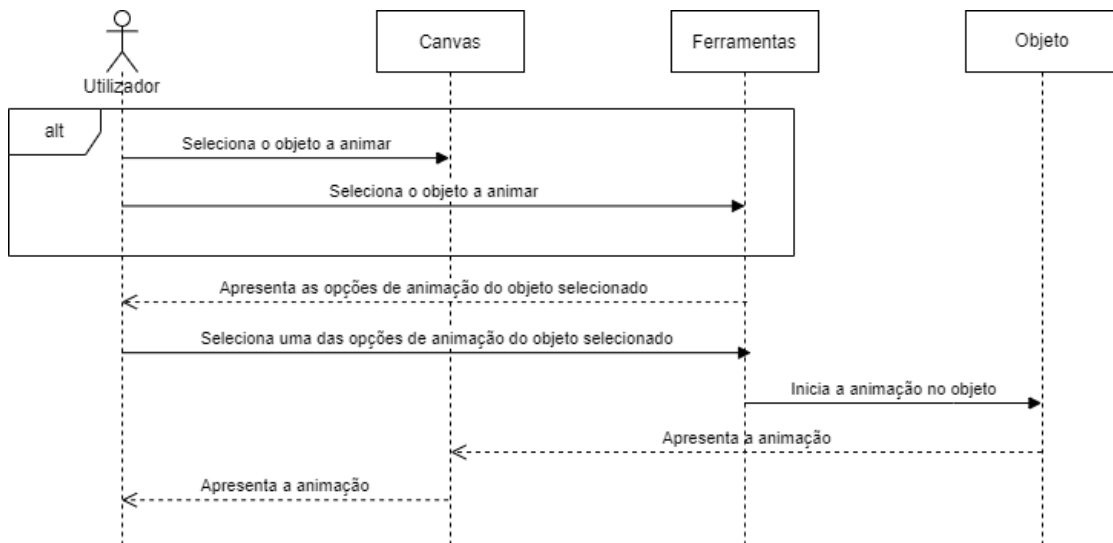 Canvas
Ferramentas
Objeto
Utilizador
alt
Seleciona o objeto a animar
Seleciona o objeto a animar
Apresenta as opções de animação do objeto selecionado
Seleciona uma das opções de animação do objeto selecionado
Inicia a animação no objeto
Apresenta a animação
Apresenta a animação